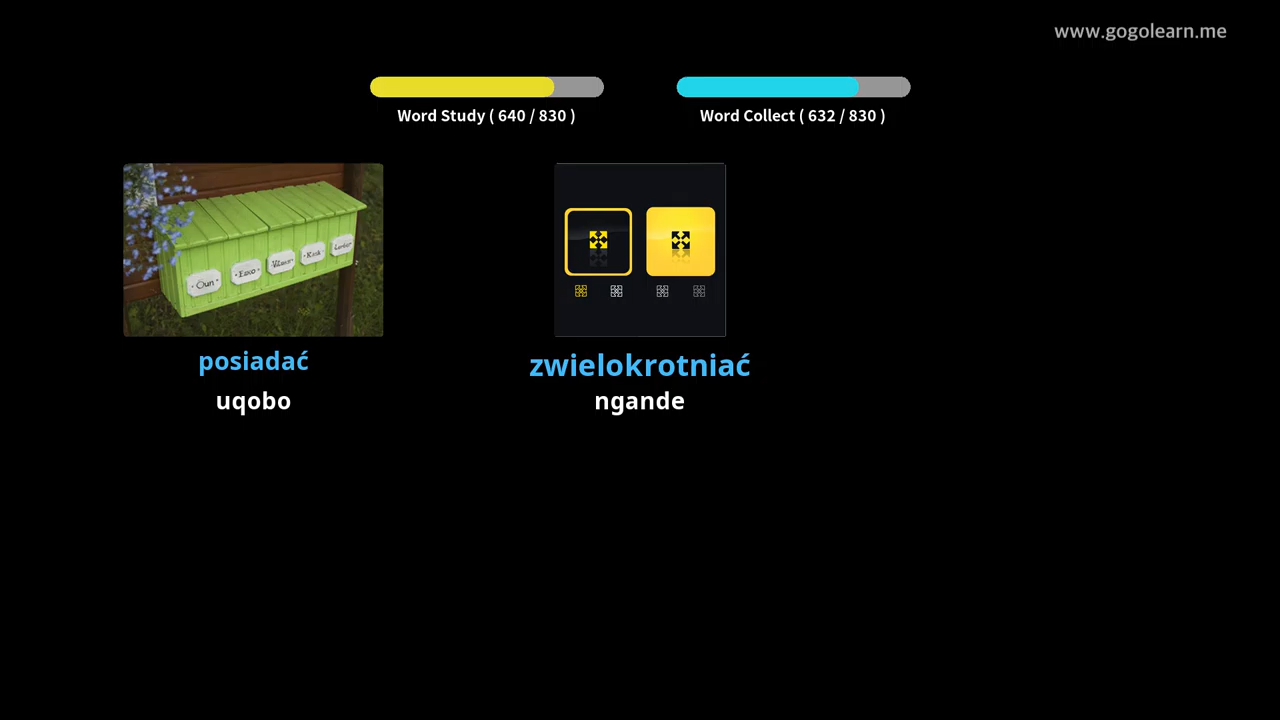 www.gogolearn.me
Word Study ( 640 / 830 )
Word Collect ( 632 / 830 )
posiadać
uqobo
zwielokrotniać
ngande